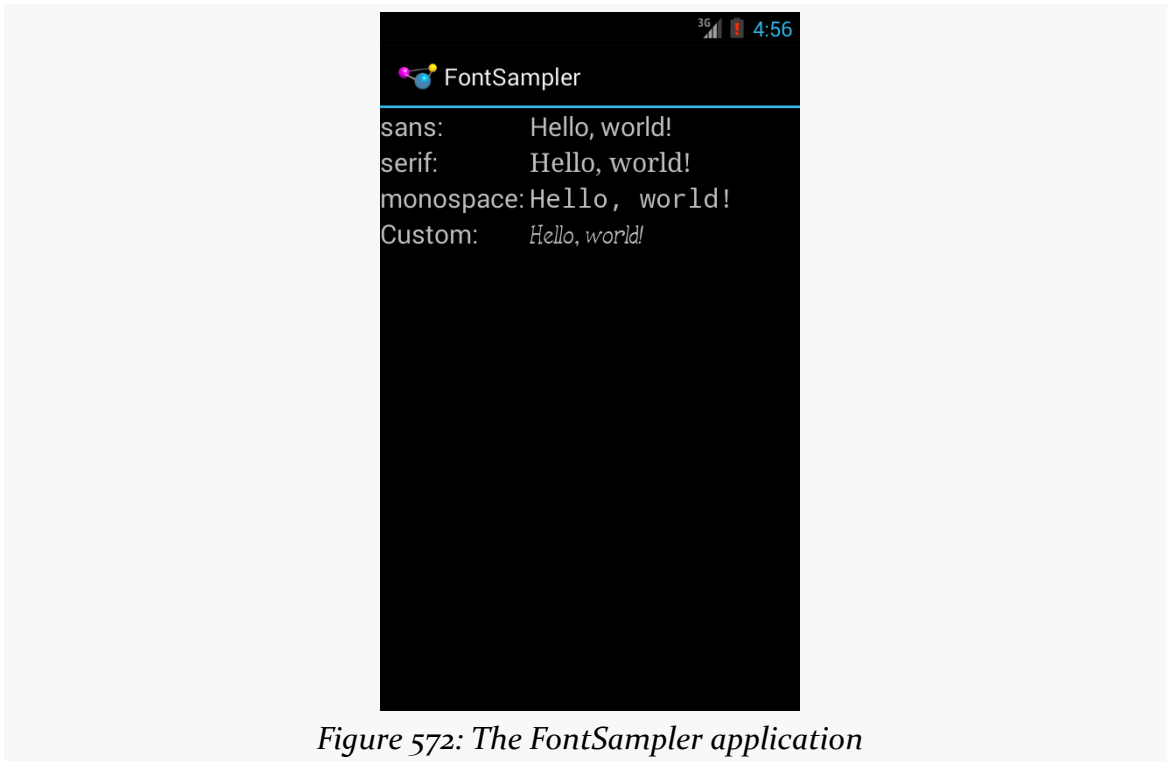 3G 4:56
FontSampler
sans: Hello, world!
serif: Hello, world!
monospace: Hello, world!
Custom: Hello, world!
Figure 572: The FontSampler application